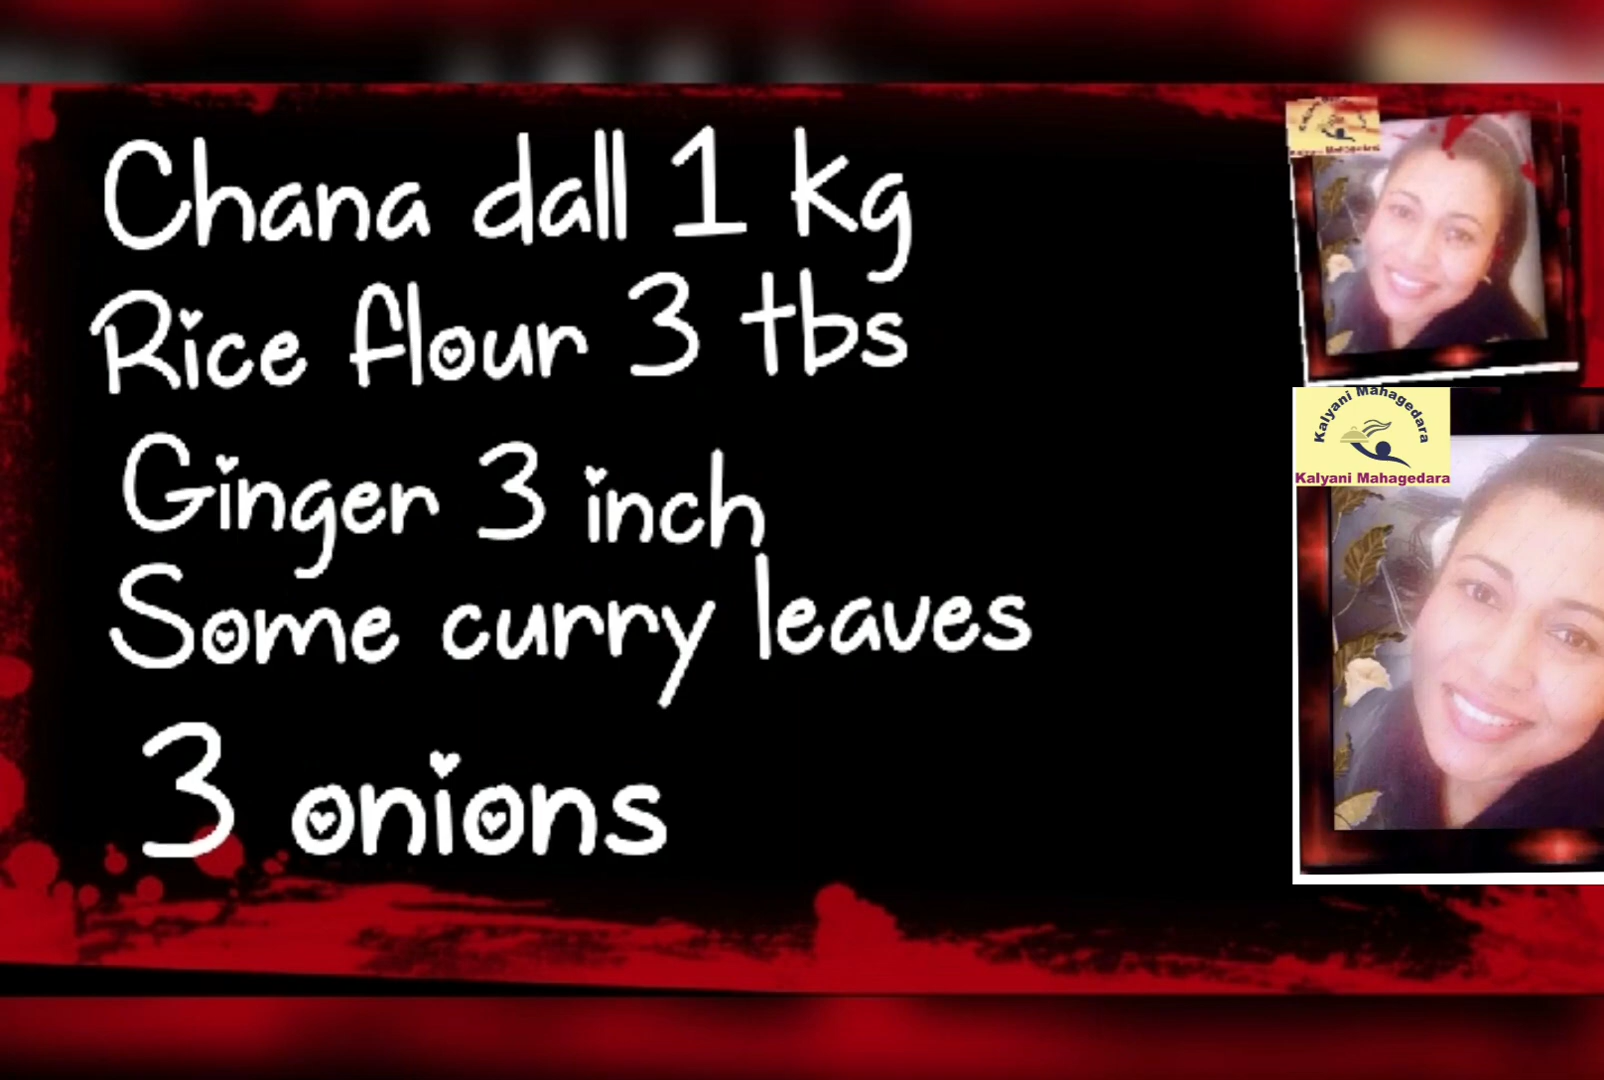 Chana dall 1 kg
Rice flour 3 tbs
Ginger 3 inch
Some curry leaves
3 onions
Kalyani Mahagedara
Kalyani Mahagedara